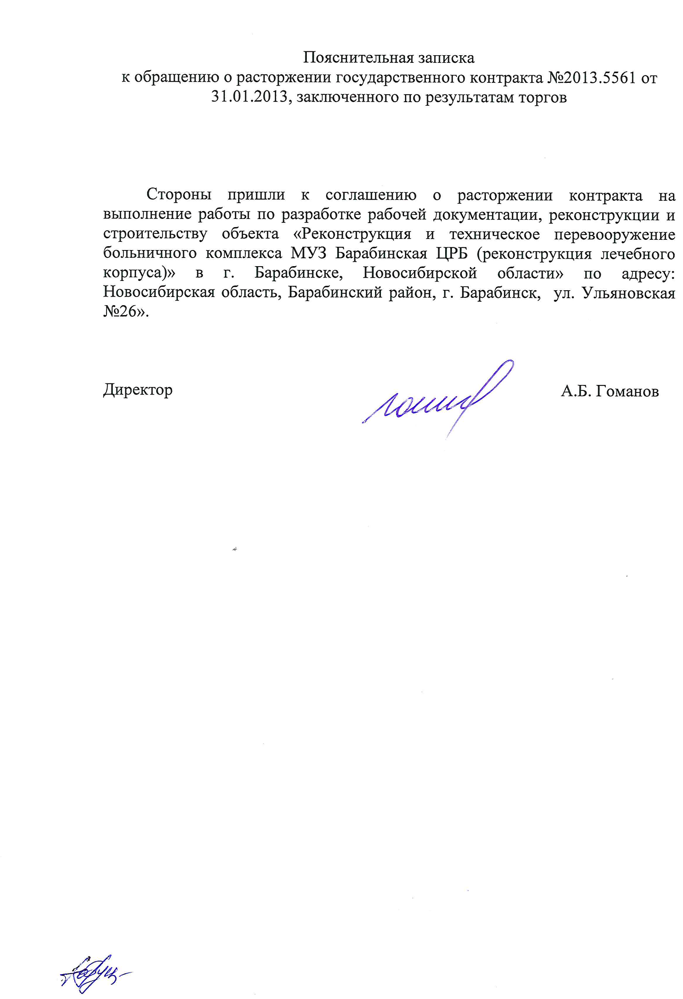 Пояснительная записка
к обращению о расторжении государственного контракта №2013.5561 от
31.01.2013, заключенного по результатам торгов
Стороны пришли к соглашению о расторжении контракта на
выполнение работы по разработке рабочей документации, реконструкции и
строительству объекта «Реконструкция и техническое перевооружение
больничного комплекса МУЗ Барабинская ЦРБ (реконструкция лечебного
корпуса)» в г. Барабинске, Новосибирской области» по адресу:
Новосибирская область, Барабинский район, г. Барабинск, ул. Ульяновская
№26».
Директор А.Б. Гоманов